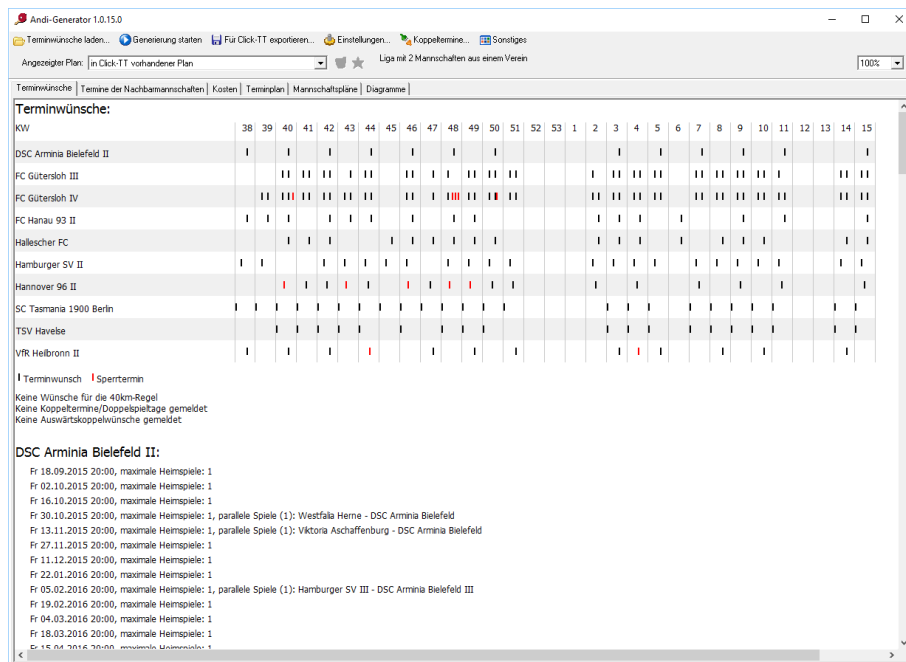 Andi-Generator 1.0.15.0
Terminwünsche laden... Generierung starten Für Click-TT exportieren... Einstellungen... Koppeltermine... Sonstiges
Angezeigter Plan: in Click-TT vorhandener Plan Liga mit 2 Mannschaften aus einem Verein 100%
Terminwünsche Termine der Nachbarmannschaften Kosten Terminplan Mannschaftspläne Diagramme
Terminwünsche:
KW 38 39 40 41 42 43 44 45 46 47 48 49 50 51 52 53 1 2 3 4 5 6 7 8 9 10 11 12 13 14 15
DSC Arminia Bielefeld II
FC Gütersloh III
FC Gütersloh IV
FC Hanau 93 II
Hallescher FC
Hamburger SV II
Hannover 96 II
SC Tasmania 1900 Berlin
TSV Havelse
VfR Heilbronn II
Terminwunsch Sperrtermin
Keine Wünsche für die 40km-Regel
Keine Koppeltermine/Doppelspieltage gemeldet
Keine Auswärtskoppelwünsche gemeldet
DSC Arminia Bielefeld II:
Fr 18.09.2015 20:00, maximale Heimspiele: 1
Fr 02.10.2015 20:00, maximale Heimspiele: 1
Fr 16.10.2015 20:00, maximale Heimspiele: 1
Fr 30.10.2015 20:00, maximale Heimspiele: 1, parallele Spiele (1): Westfalia Herne - DSC Arminia Bielefeld
Fr 13.11.2015 20:00, maximale Heimspiele: 1, parallele Spiele (1): Viktoria Aschaffenburg - DSC Arminia Bielefeld
Fr 27.11.2015 20:00, maximale Heimspiele: 1
Fr 11.12.2015 20:00, maximale Heimspiele: 1
Fr 22.01.2016 20:00, maximale Heimspiele: 1
Fr 05.02.2016 20:00, maximale Heimspiele: 1, parallele Spiele (1): Hamburger SV III - DSC Arminia Bielefeld III
Fr 19.02.2016 20:00, maximale Heimspiele: 1
Fr 04.03.2016 20:00, maximale Heimspiele: 1
Fr 18.03.2016 20:00, maximale Heimspiele: 1
Fr 15.04.2016 20:00, maximale Heimspiele: 1